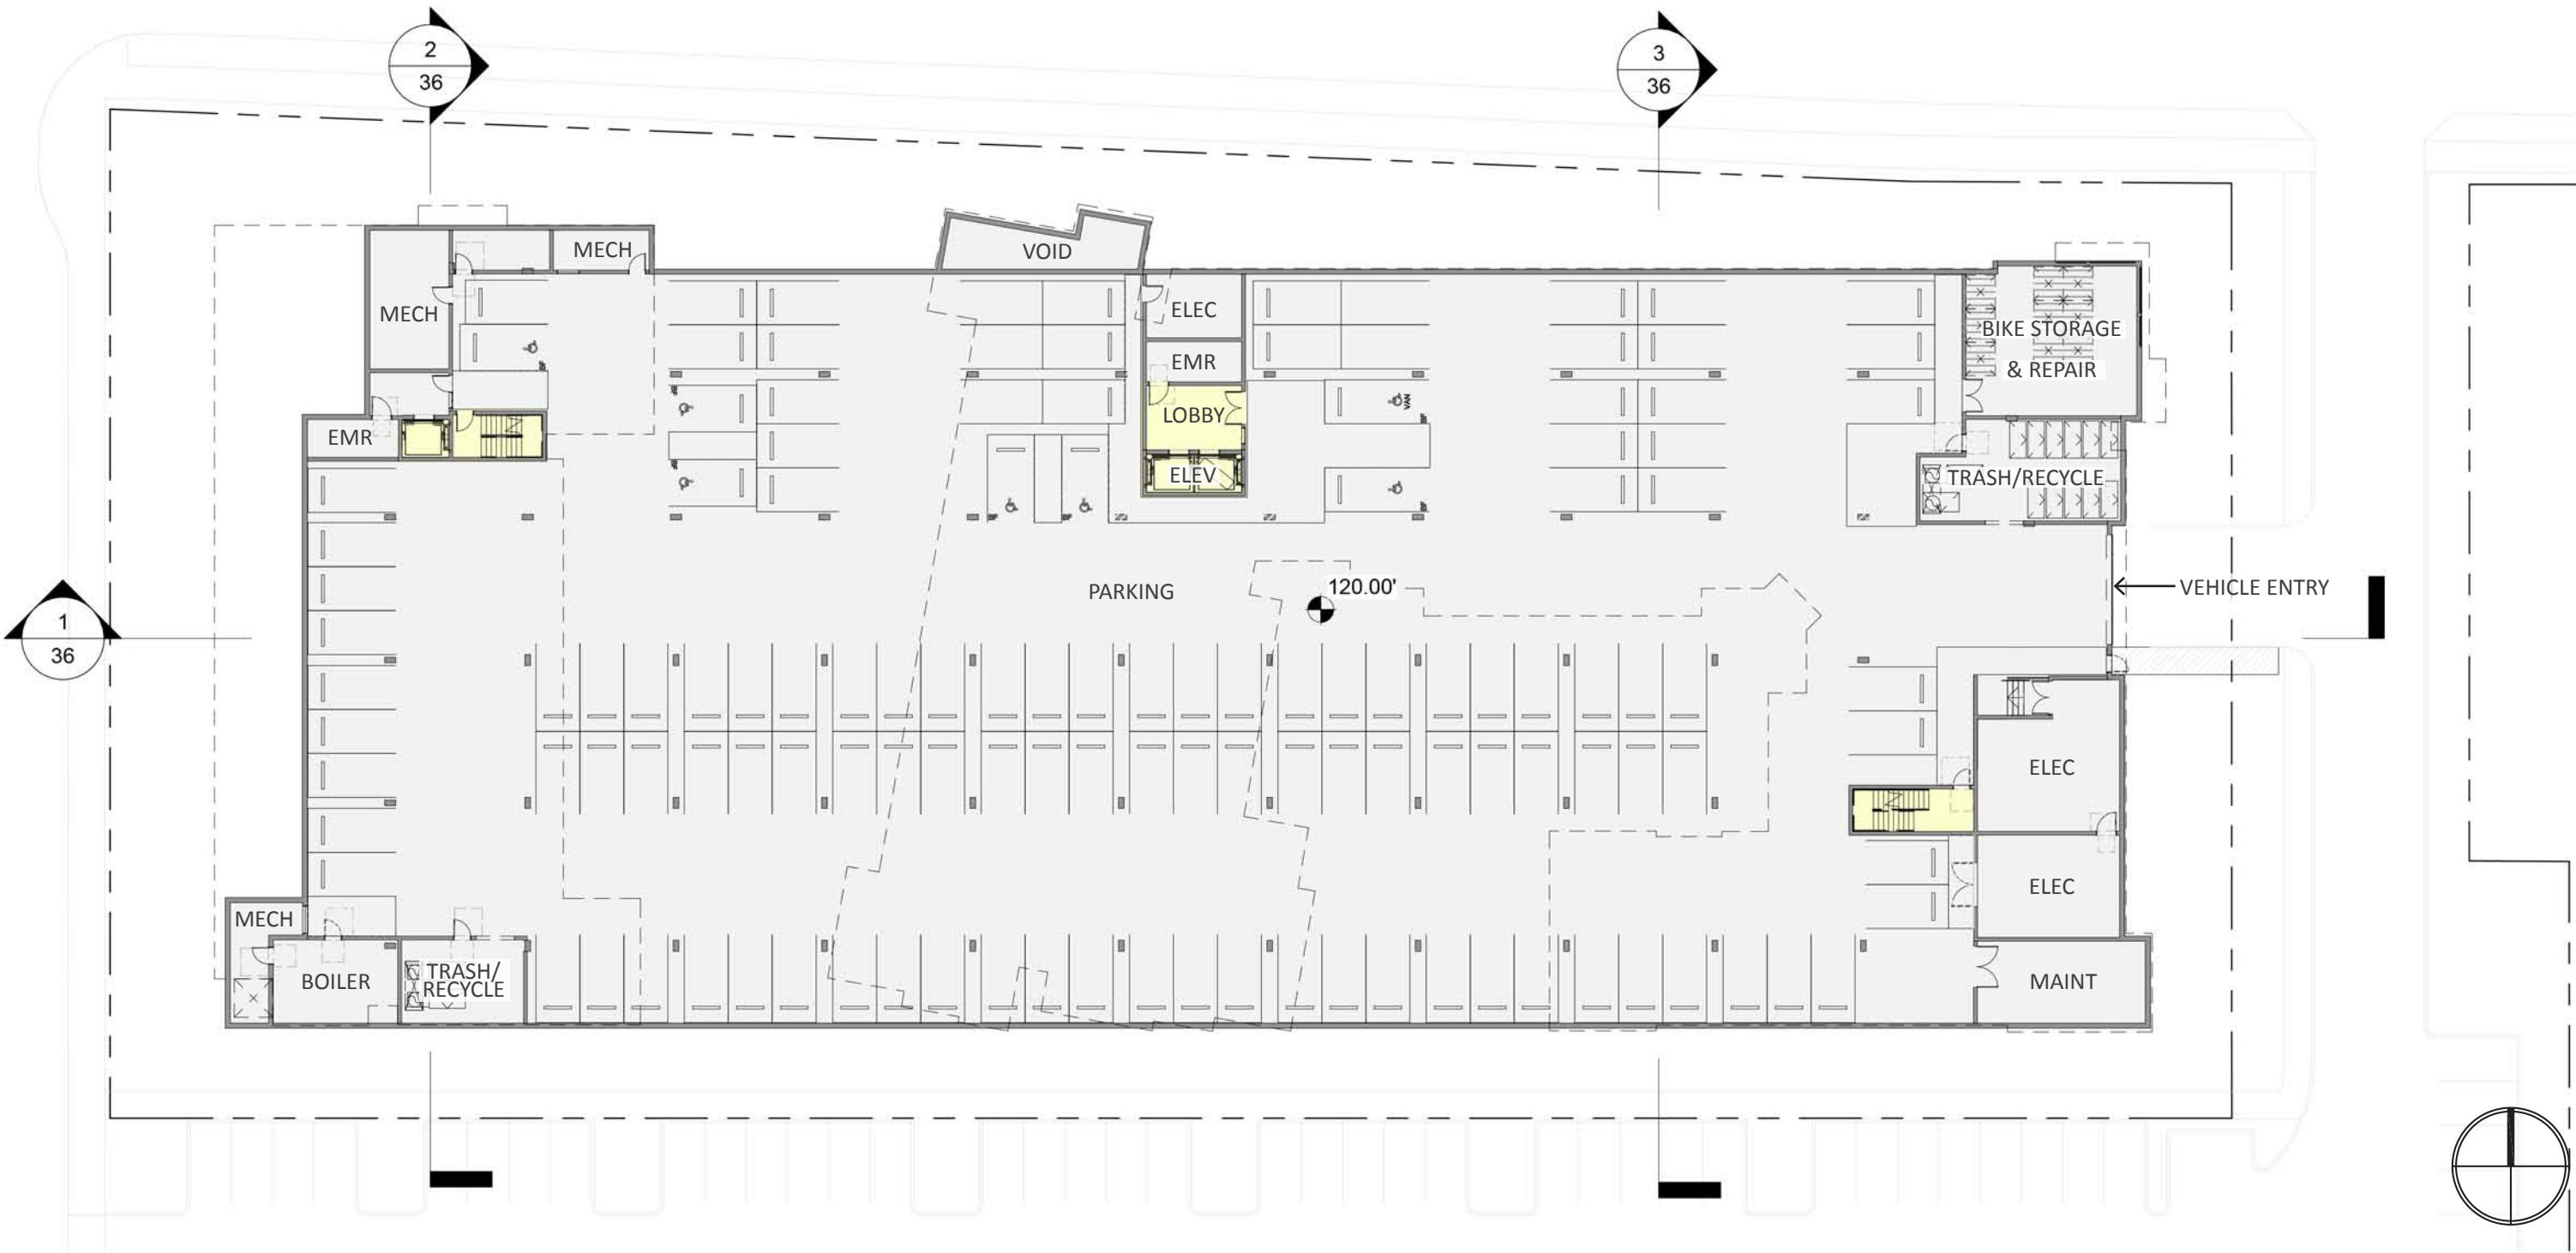 2
36
3
36
MECH
VOID
MECH
ELEC
BIKE STORAGE
& REPAIR
EMR
VAN
LOBBY
EMR
ELEV
TRASH/RECYCLE
PARKING
120.00'
VEHICLE ENTRY
1
36
ELEC
ELEC
MECH
BOILER
TRASH/
RECYCLE
MAINT